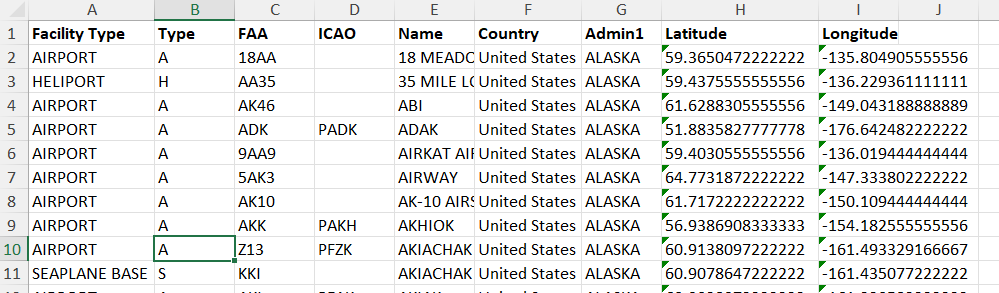 A B C D E F G H I J
1 Facility Type Type FAA ICAO Name Country Admin1 Latitude Longitude
2 AIRPORT A 18AA 18 MEADC United States ALASKA 59.3650472222222 -135.804905555556
3 HELIPORT H AA35 35 MILE LO United States ALASKA 59.4375555555556 -136.229361111111
4 AIRPORT A AK46 ABI United States ALASKA 61.6288305555556 -149.043188888889
5 AIRPORT A ADK PADK ADAK United States ALASKA 51.8835827777778 -176.642482222222
6 AIRPORT A 9AA9 AIRKAT AIF United States ALASKA 59.4030555555556 -136.019444444444
7 AIRPORT A 5AK3 AIRWAY United States ALASKA 64.7731872222222 -147.333802222222
8 AIRPORT A AK10 AK-10 AIRS United States ALASKA 61.7172222222222 -150.109444444444
9 AIRPORT A AKK PAKH AKHIOK United States ALASKA 56.9386908333333 -154.182555555556
10 AIRPORT A Z13 PFZK AKIACHAK United States ALASKA 60.9138097222222 -161.493329166667
11 SEAPLANE BASE S KKI AKIACHAK United States ALASKA 60.9078647222222 -161.435077222222